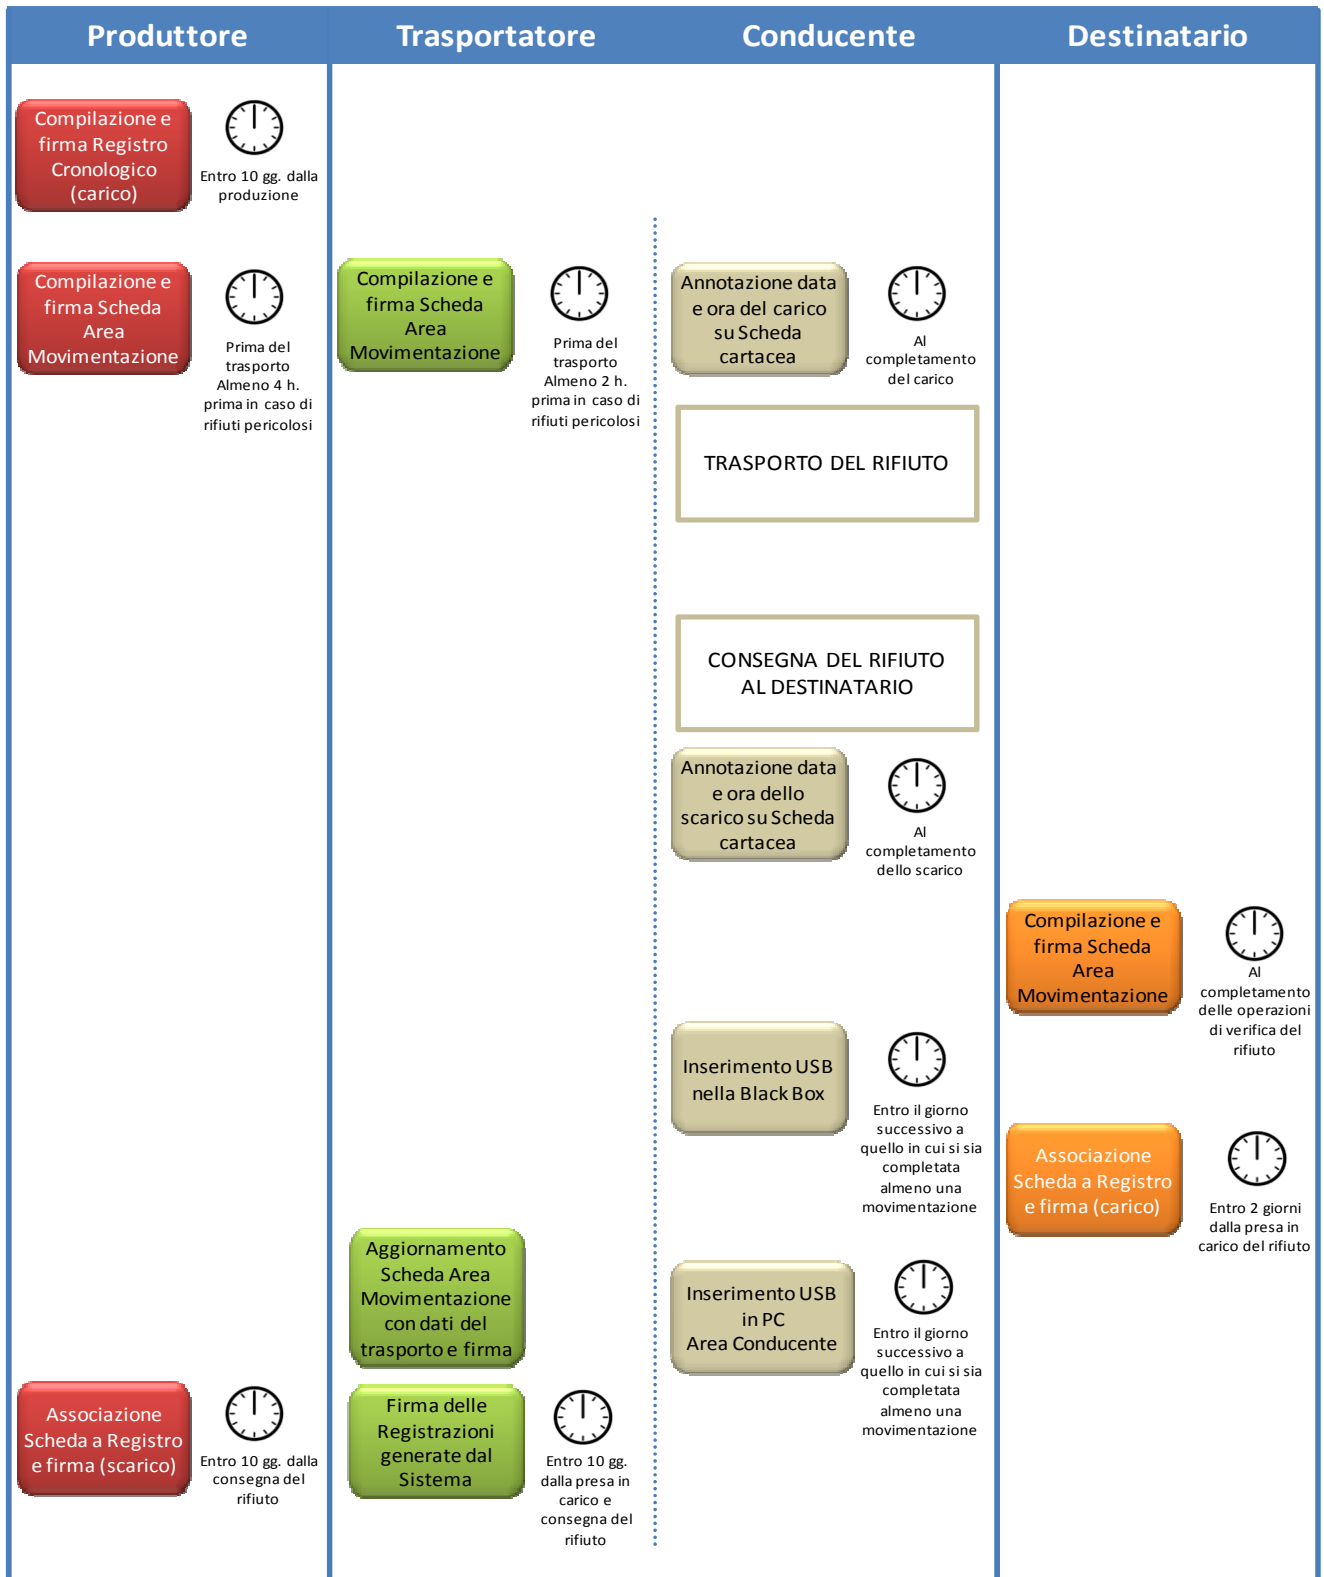 Produttore
Trasportatore
Conducente
Destinatario
Compilazione e
firma Registro
Cronologico
(carico)
Entro 10 gg. dalla
produzione
Compilazione e
firma Scheda
Area
Movimentazione
Prima del
trasporto
Almeno 4 h.
prima in caso di
rifiuti pericolosi
Compilazione e
firma Scheda
Area
Movimentazione
Prima del
trasporto
Almeno 2 h.
prima in caso di
rifiuti pericolosi
Annotazione data
e ora del carico
su Scheda
cartacea
Al
completamento
del carico
TRASPORTO DEL RIFIUTO
CONSEGNA DEL RIFIUTO
AL DESTINATARIO
Annotazione data
e ora dello
scarico su Scheda
cartacea
Al
completamento
dello scarico
Compilazione e
firma Scheda
Area
Movimentazione
Al
completamento
delle operazioni
di verifica del
rifiuto
Inserimento USB
nella Black Box
Entro il giorno
successivo a
quello in cui si sia
completata
almeno una
movimentazione
Associazione
Scheda a Registro
e firma (carico)
Entro 2 giorni
dalla presa in
carico del rifiuto
Aggiornamento
Scheda Area
Movimentazione
con dati del
trasporto e firma
Inserimento USB
in PC
Area Conducente
Entro il giorno
successivo a
quello in cui si sia
completata
almeno una
movimentazione
Associazione
Scheda a Registro
e firma (scarico)
Entro 10 gg. dalla
consegna del
rifiuto
Firma delle
Registrazioni
generate dal
Sistema
Entro 10 gg.
dalla presa in
carico e
consegna del
rifiuto